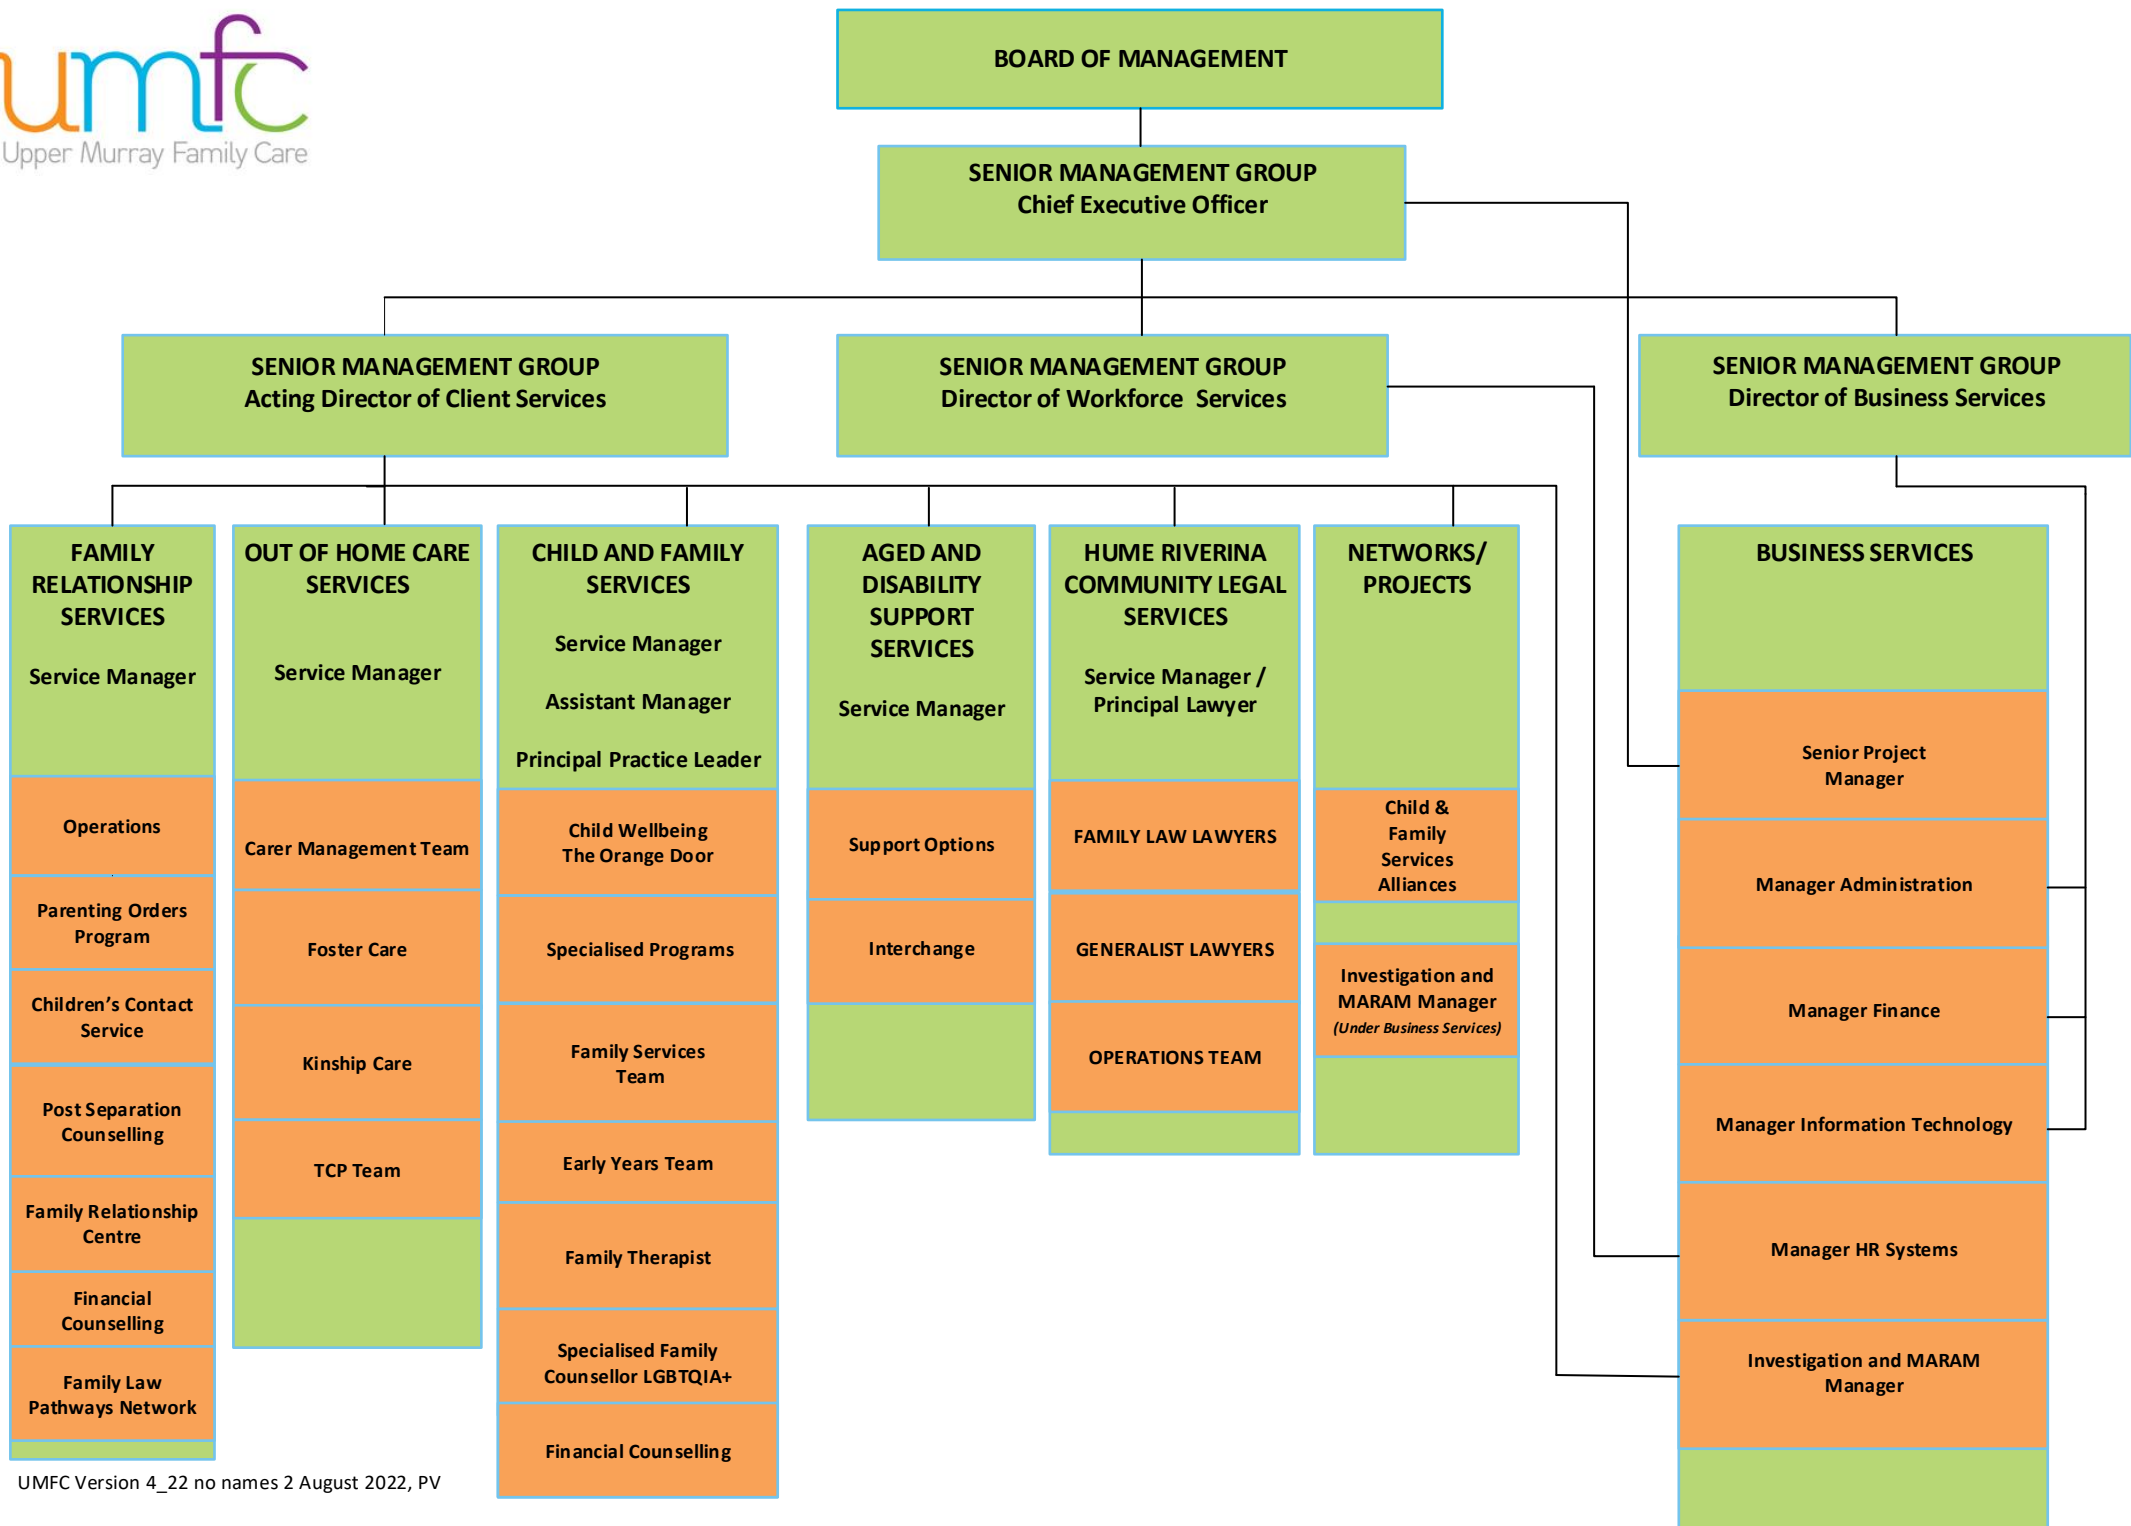 umfc
Upper Murray Family Care
BOARD OF MANAGEMENT
SENIOR MANAGEMENT GROUP
Chief Executive Officer
SENIOR MANAGEMENT GROUP
Acting Director of Client Services
SENIOR MANAGEMENT GROUP
Director of Workforce Services
SENIOR MANAGEMENT GROUP
Director of Business Services
FAMILY
RELATIONSHIP
SERVICES
Service Manager
Operations
Parenting Orders
Program
Children’s Contact
Service
Post Separation
Counselling
Family Relationship
Centre
Financial
Counselling
Family Law
Pathways Network
OUT OF HOME CARE
SERVICES
Service Manager
Carer Management Team
Foster Care
Kinship Care
TCP Team
CHILD AND FAMILY
SERVICES
Service Manager
Assistant Manager
Principal Practice Leader
Child Wellbeing
The Orange Door
Specialised Programs
Family Services
Team
Early Years Team
Family Therapist
Specialised Family
Counsellor LGBTQIA+
Financial Counselling
AGED AND
DISABILITY
SUPPORT
SERVICES
Service Manager
Support Options
Interchange
HUME RIVERINA
COMMUNITY LEGAL
SERVICES
Service Manager /
Principal Lawyer
FAMILY LAW LAWYERS
GENERALIST LAWYERS
OPERATIONS TEAM
NETWORKS/
PROJECTS
Child &
Family
Services
Alliances
Investigation and
MARAM Manager
(Under Business Services)
BUSINESS SERVICES
Senior Project
Manager
Manager Administration
Manager Finance
Manager Information Technology
Manager HR Systems
Investigation and MARAM
Manager
UMFC Version 4_22 no names 2 August 2022, PV